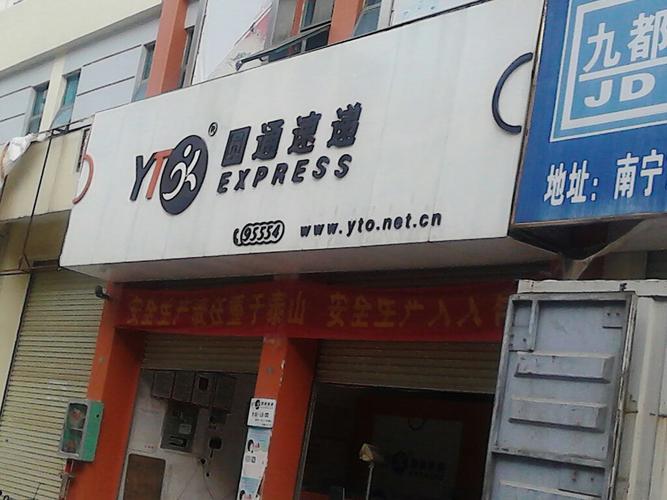 YTO® 圆通速递
EXPRESS
95554 www.yto.net.cn
九都
JD
地址：南宁
安全生产责任重于泰山 安全生产人人有